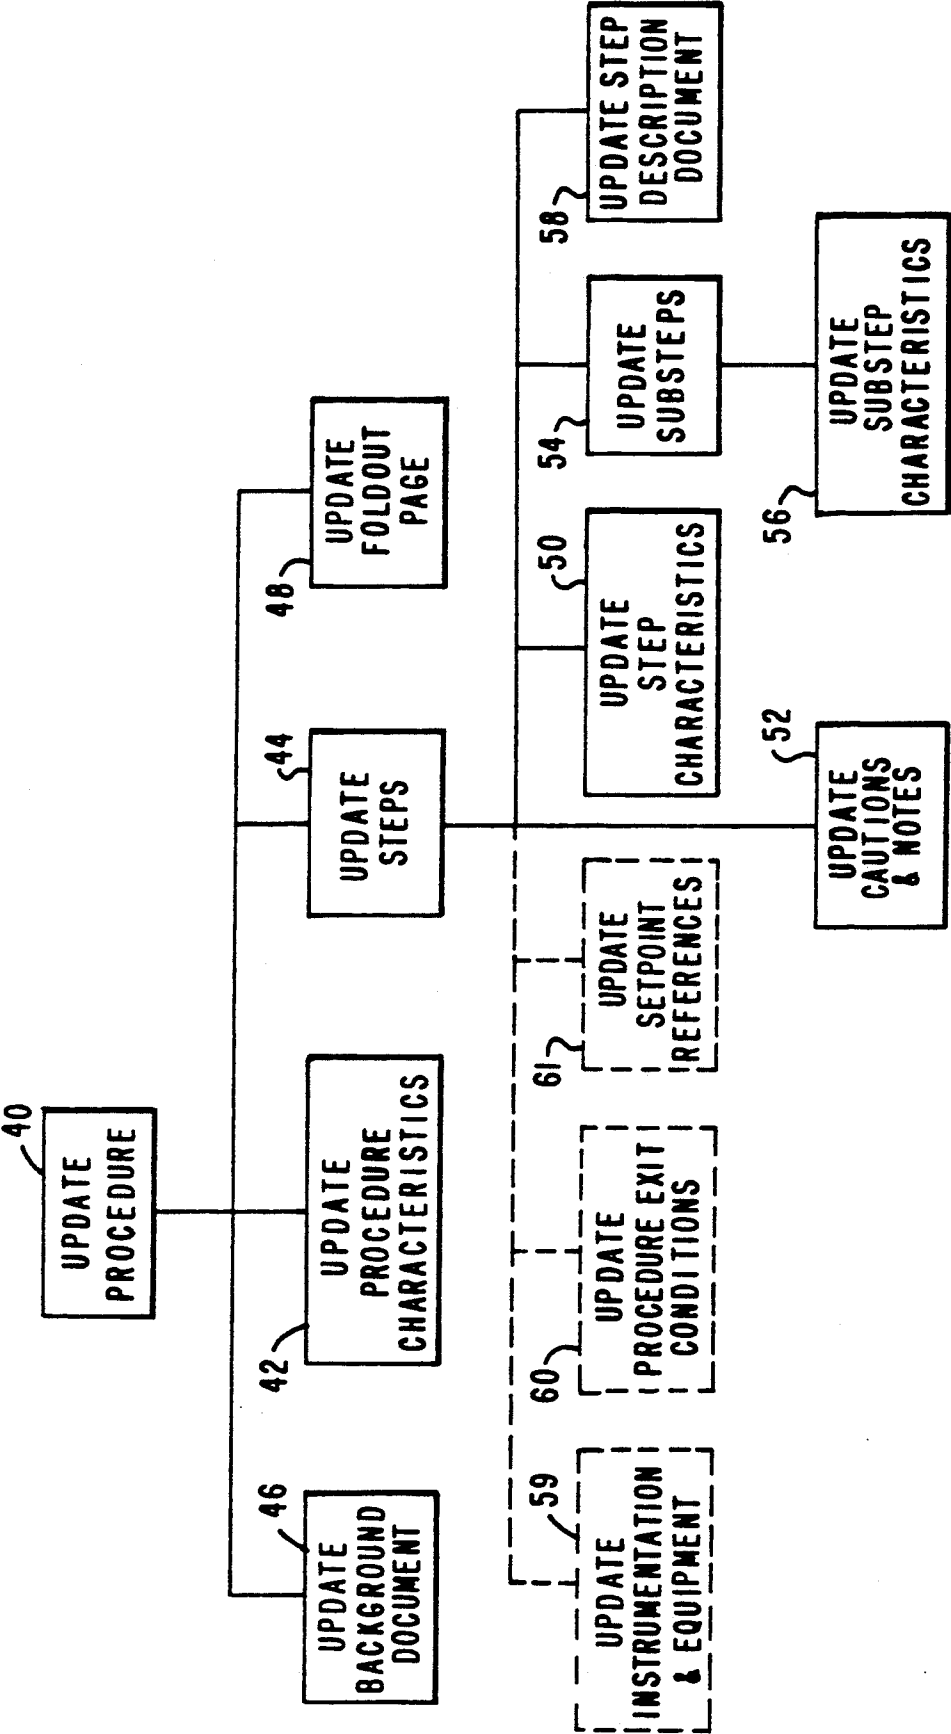 40
UPDATE
PROCEDURE
46
UPDATE
BACKGROUND
DOCUMENT
42
UPDATE
PROCEDURE
CHARACTERISTICS
44
UPDATE
STEPS
48
UPDATE
FOLDOUT
PAGE
59
UPDATE
INSTRUMENTATION
& EQUIPMENT
60
UPDATE
PROCEDURE EXIT
CONDITIONS
61
UPDATE
SETPOINT
REFERENCES
50
UPDATE
STEP
CHARACTERISTICS
54
UPDATE
SUBSTEPS
58
UPDATE STEP
DESCRIPTION
DOCUMENT
52
UPDATE
CAUTIONS
& NOTES
56
UPDATE
SUBSTEP
CHARACTERISTICS